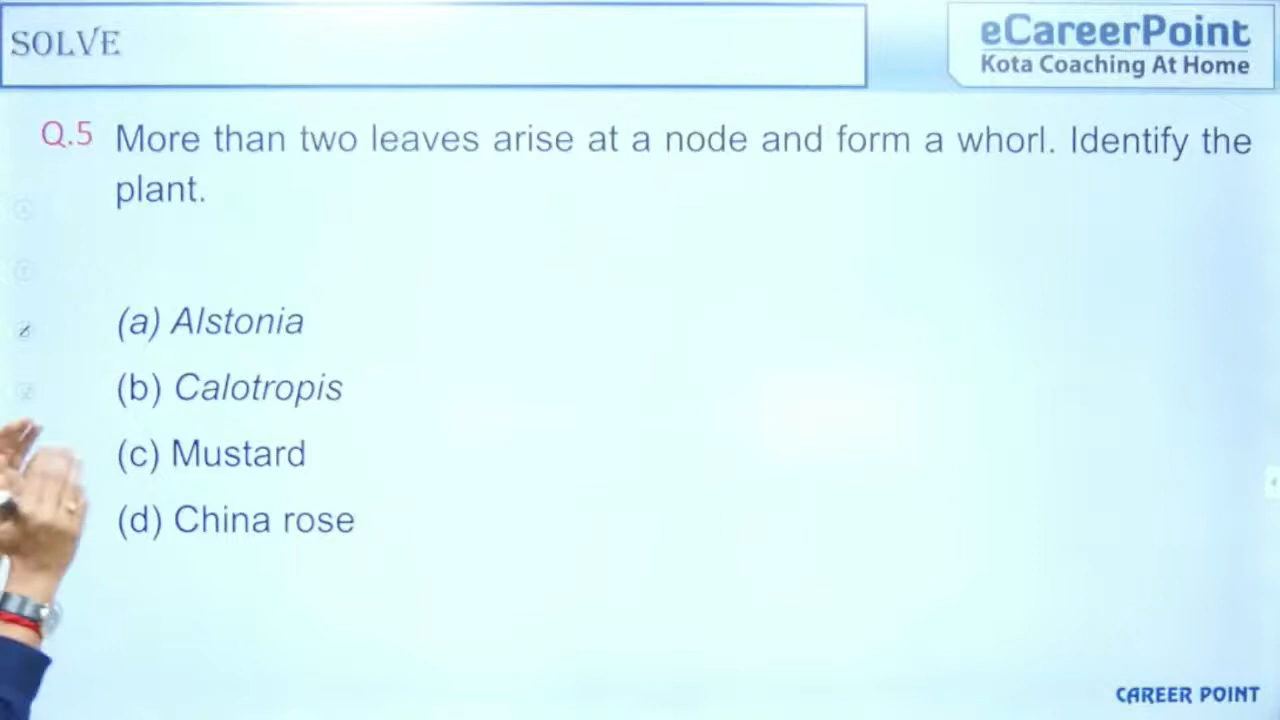 SOLVE
eCareerPoint
Kota Coaching At Home
Q.5 More than two leaves arise at a node and form a whorl. Identify the
plant.
(a) Alstonia
(b) Calotropis
(c) Mustard
(d) China rose
CAREER POINT